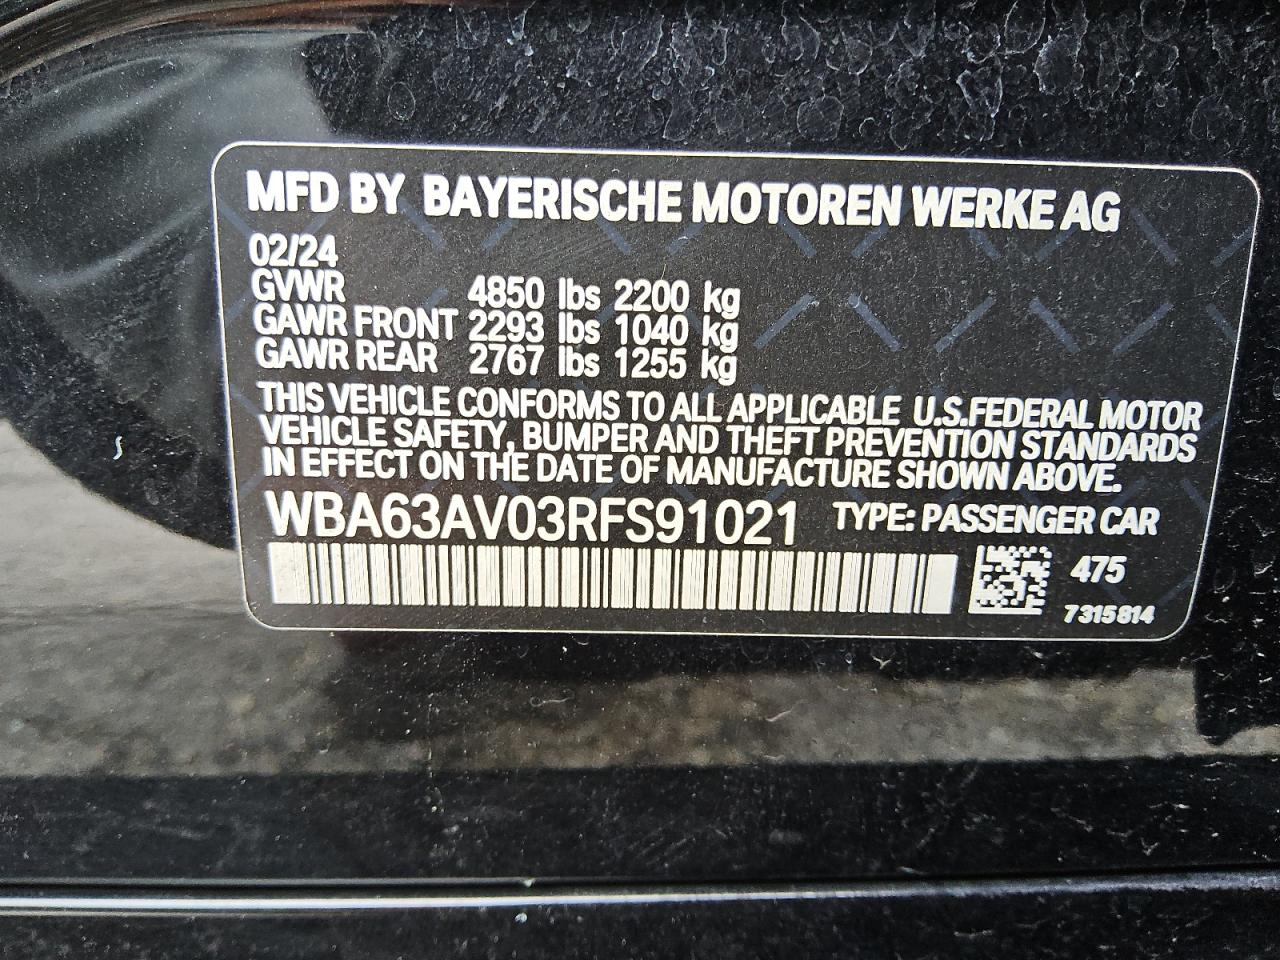 MFD BY BAYERISCHE MOTOREN WERKE AG
02/24
GVWR 4850 lbs 2200 kg
GAWR FRONT 2293 lbs 1040 kg
GAWR REAR 2767 lbs 1255 kg
THIS VEHICLE CONFORMS TO ALL APPLICABLE U.S.FEDERAL MOTOR
VEHICLE SAFETY, BUMPER AND THEFT PREVENTION STANDARDS
IN EFFECT ON THE DATE OF MANUFACTURE SHOWN ABOVE.
WBA63AV03RFS91021 TYPE: PASSENGER CAR
475
7315814